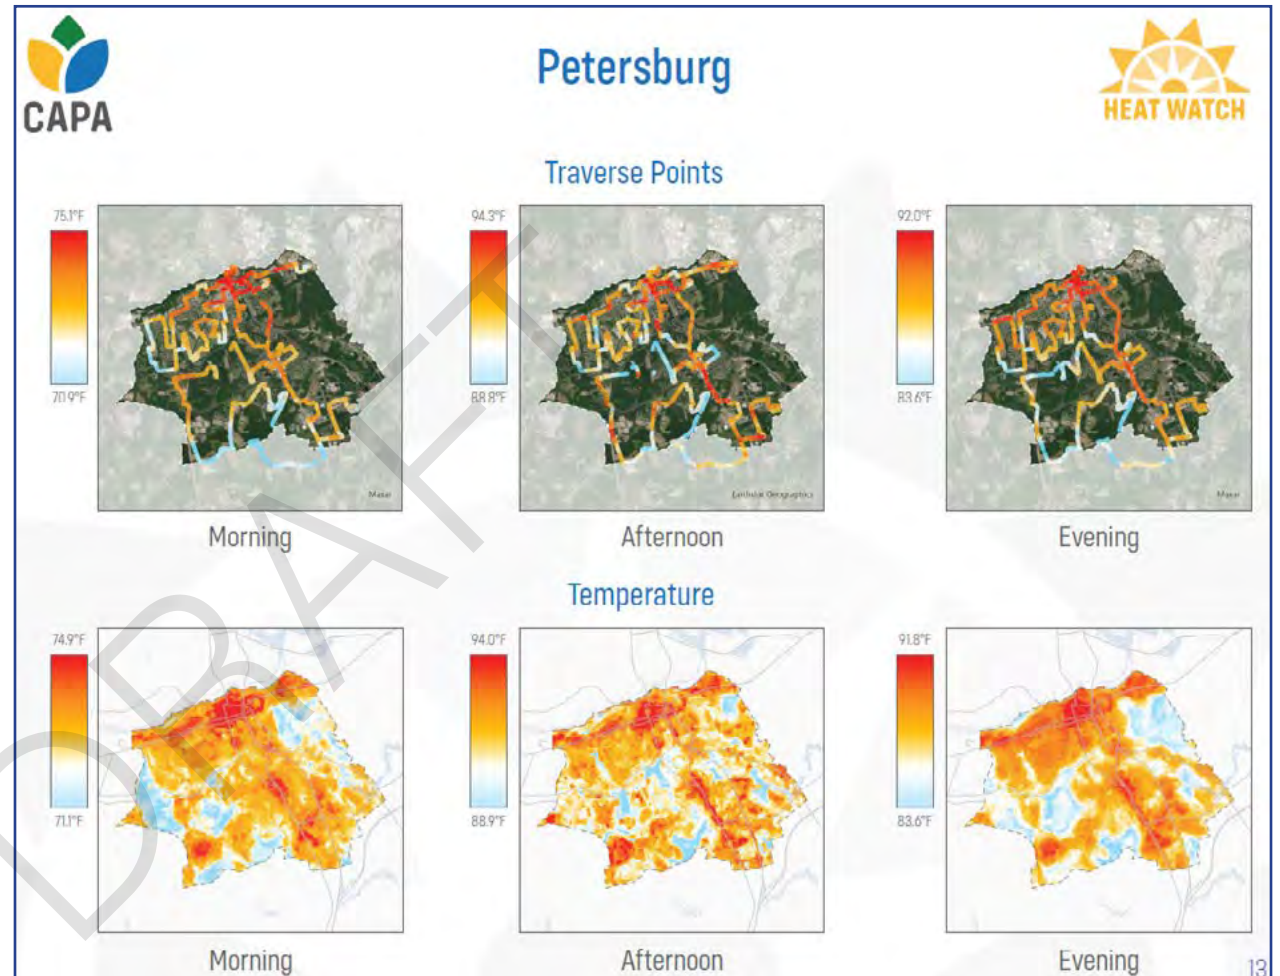 CAPA
Petersburg
HEAT WATCH
Traverse Points
75.1°F
70.9°F
94.3°F
88.8°F
92.0°F
83.6°F
Maxar
Earthstar Geographics
Maxar
Morning
Afternoon
Evening
Temperature
74.9°F
71.1°F
94.0°F
88.9°F
91.8°F
83.6°F
Morning
Afternoon
Evening
13
DRAFT